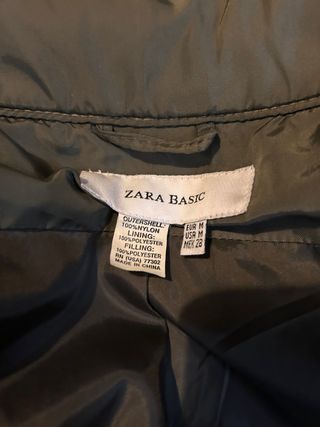 ZARA BASIC
OUTERSHELL:
100%NYLON
LINING:
100%POLYESTER
FILLING:
100%POLYESTER
RN (USA) 77302
MADE IN CHINA
EUR M
USA M
MEX 28